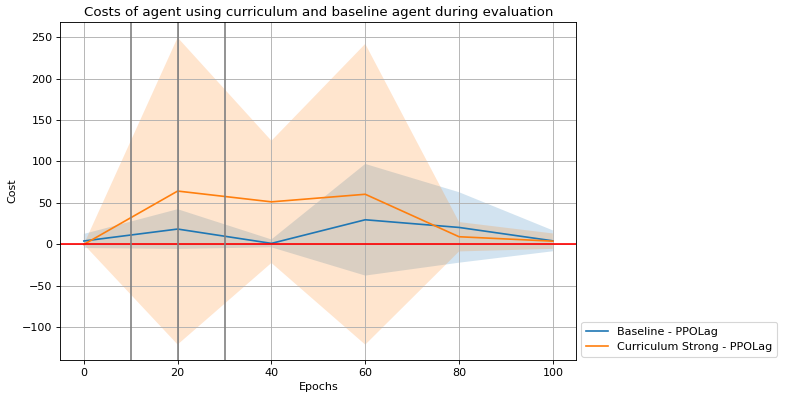 Costs of agent using curriculum and baseline agent during evaluation
250
200
150
100
50
0
−50
−100
Cost
0 20 40 60 80 100
Epochs
Baseline - PPOLag
Curriculum Strong - PPOLag